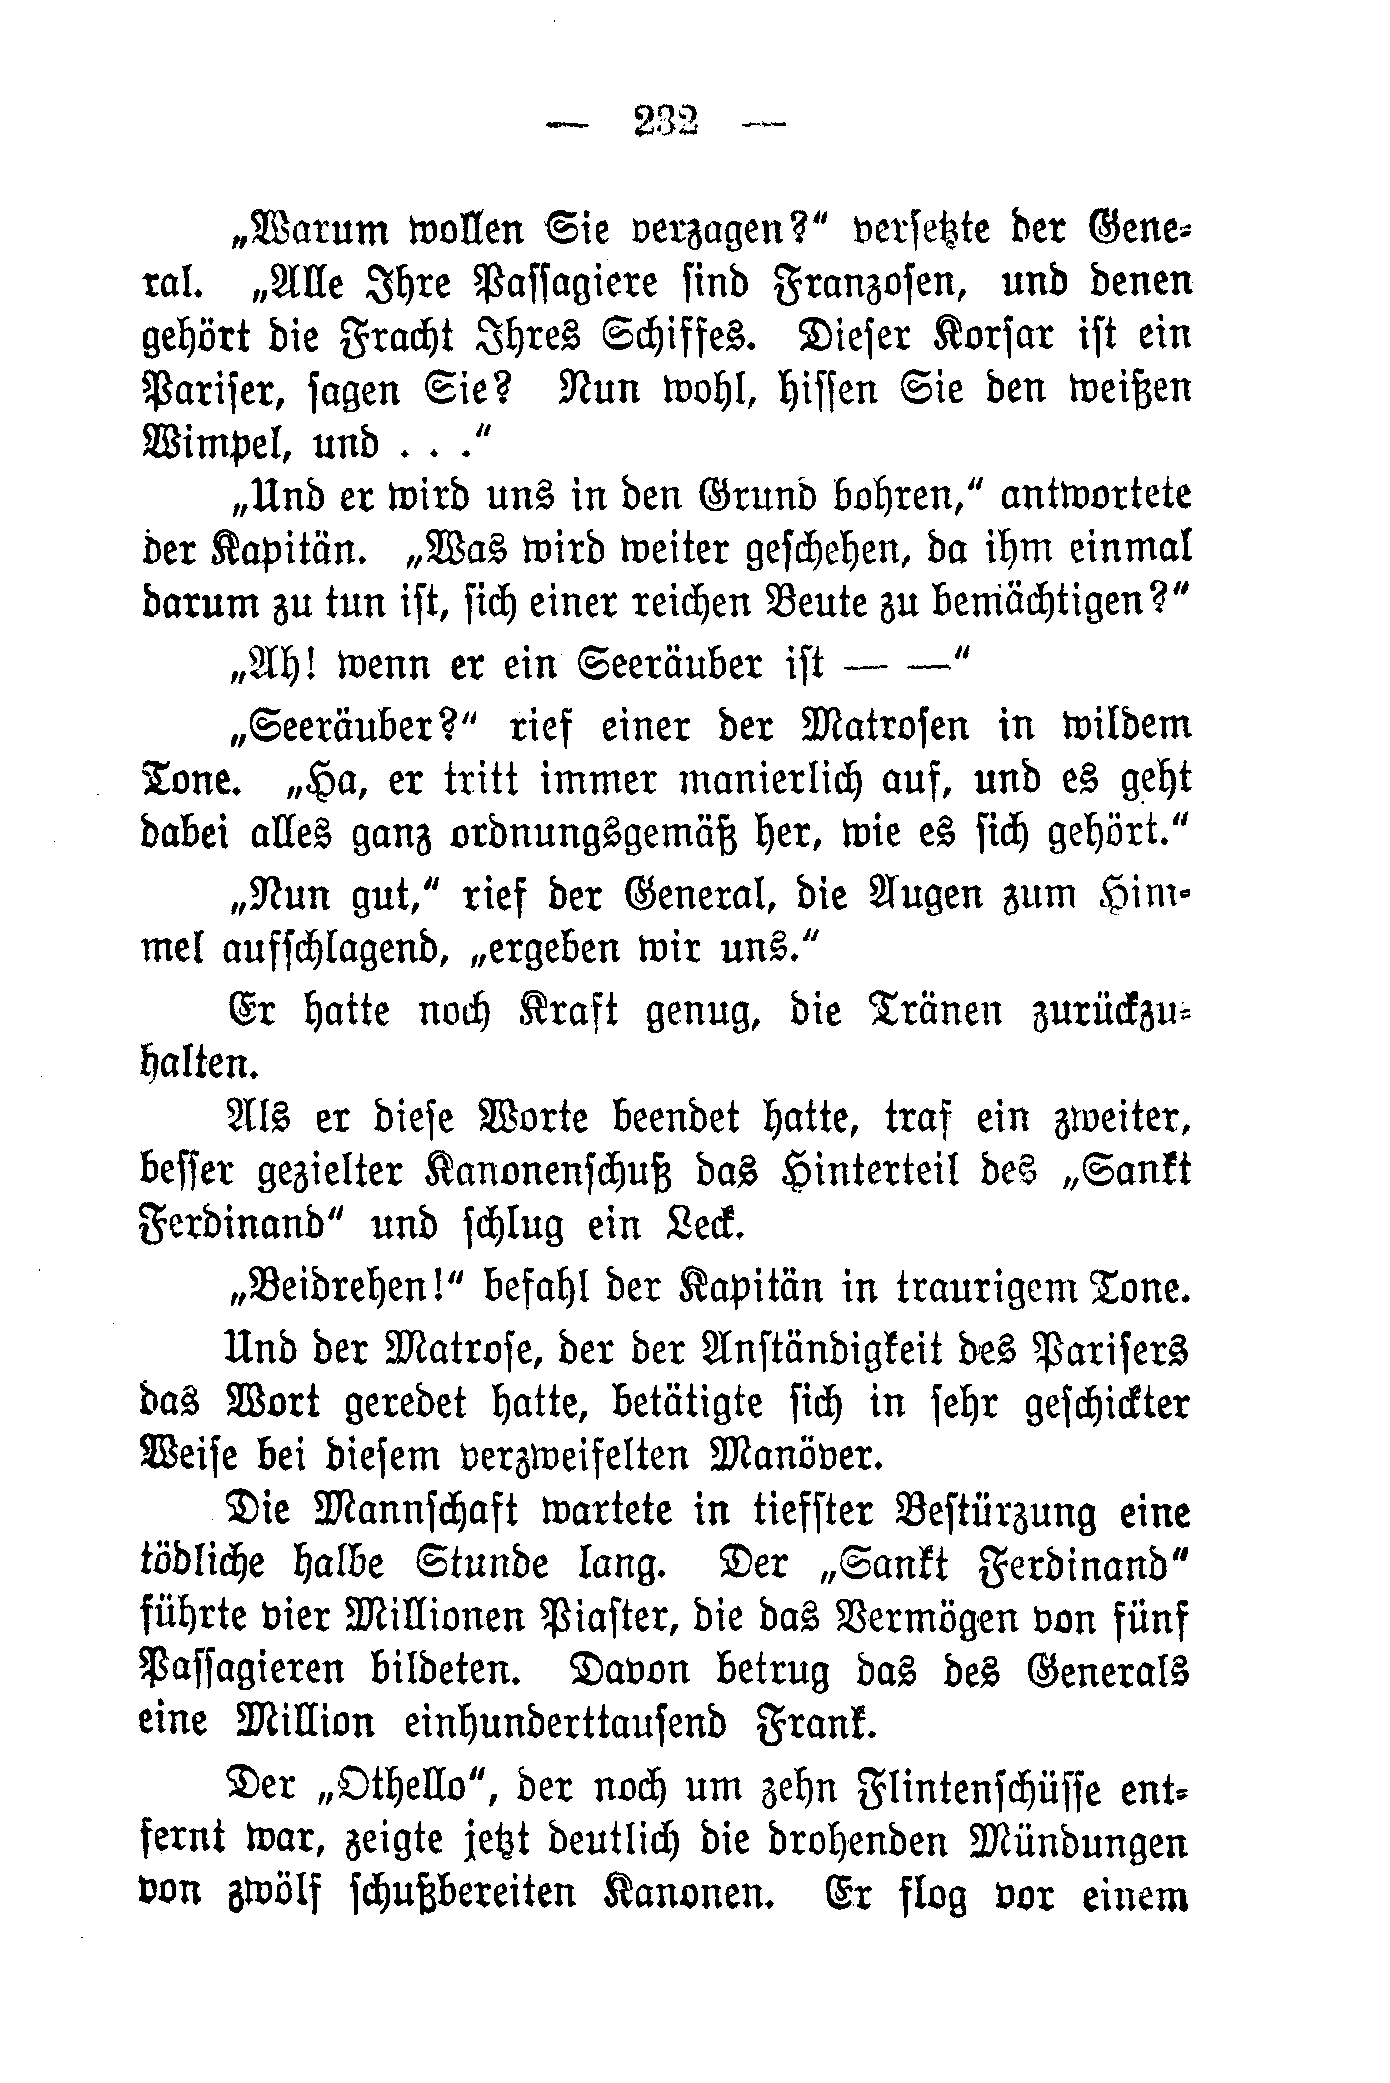 — 232 —
„Warum wollen Sie verzagen?“ versetzte der Gene-
ral. „Alle Ihre Passagiere sind Franzosen, und denen
gehört die Fracht Ihres Schiffes. Dieser Korsar ist ein
Pariser, sagen Sie? Nun wohl, hissen Sie den weißen
Wimpel, und . . .“
„Und er wird uns in den Grund bohren,“ antwortete
der Kapitän. „Was wird weiter geschehen, da ihm einmal
darum zu tun ist, sich einer reichen Beute zu bemächtigen?“
„Ah! wenn er ein Seeräuber ist — —“
„Seeräuber?“ rief einer der Matrosen in wildem
Tone. „Ha, er tritt immer manierlich auf, und es geht
dabei alles ganz ordnungsgemäß her, wie es sich gehört.“
„Nun gut,“ rief der General, die Augen zum Him-
mel aufschlagend, „ergeben wir uns.“
Er hatte noch Kraft genug, die Tränen zurückzu-
halten.
Als er diese Worte beendet hatte, traf ein zweiter,
besser gezielter Kanonenschuß das Hinterteil des „Sankt
Ferdinand“ und schlug ein Leck.
„Beidrehen!“ befahl der Kapitän in traurigem Tone.
Und der Matrose, der der Anständigkeit des Parisers
das Wort geredet hatte, betätigte sich in sehr geschickter
Weise bei diesem verzweifelten Manöver.
Die Mannschaft wartete in tiefster Bestürzung eine
tödliche halbe Stunde lang. Der „Sankt Ferdinand“
führte vier Millionen Piaster, die das Vermögen von fünf
Passagieren bildeten. Davon betrug das des Generals
eine Million einhunderttausend Frank.
Der „Othello“, der noch um zehn Flintenschüsse ent-
fernt war, zeigte jetzt deutlich die drohenden Mündungen
von zwölf schußbereiten Kanonen. Er flog vor einem